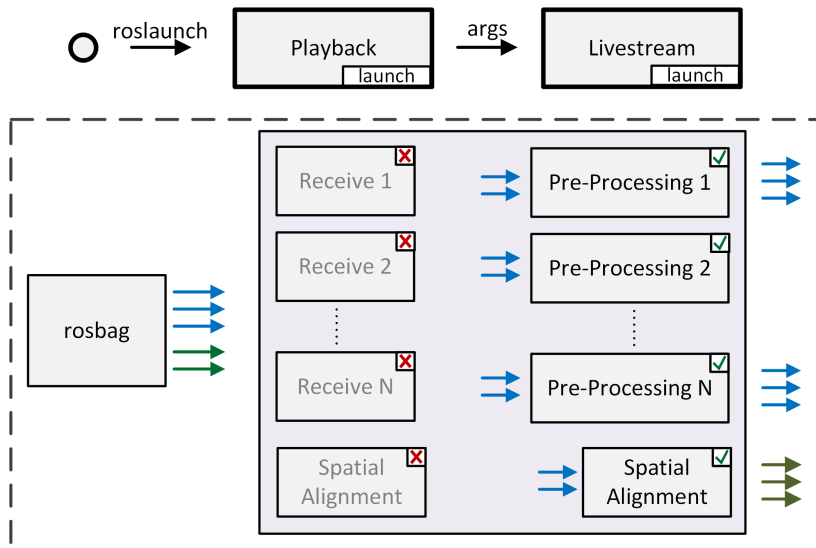 roslaunch
Playback
launch
args
Livestream
launch
Receive 1
Pre-Processing 1
Receive 2
Pre-Processing 2
rosbag
Receive N
Pre-Processing N
Spatial
Alignment
Spatial
Alignment